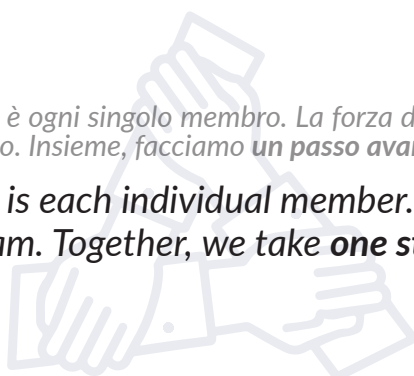 è ogni singolo membro. La forza d
o. Insieme, facciamo un passo ava
is each individual member.
am. Together, we take one st